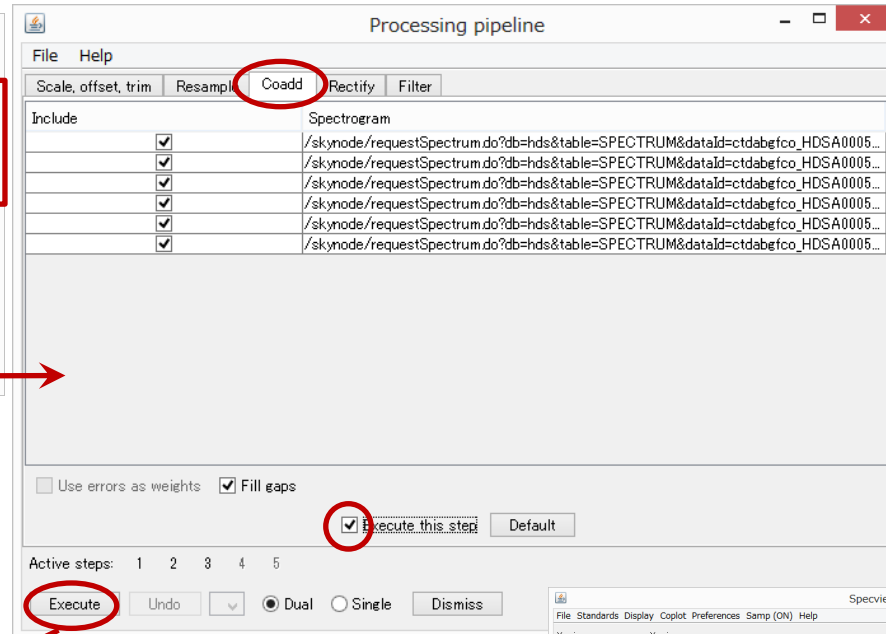 Processing pipeline
File Help
Scale, offset, trim Resample Coadd Rectify Filter
Include Spectrogram
/skynode/requestSpectrum.do?db=hds&table=SPECTRUM&dataId=ctdabgfco_HDSA0005...
/skynode/requestSpectrum.do?db=hds&table=SPECTRUM&dataId=ctdabgfco_HDSA0005...
/skynode/requestSpectrum.do?db=hds&table=SPECTRUM&dataId=ctdabgfco_HDSA0005...
/skynode/requestSpectrum.do?db=hds&table=SPECTRUM&dataId=ctdabgfco_HDSA0005...
/skynode/requestSpectrum.do?db=hds&table=SPECTRUM&dataId=ctdabgfco_HDSA0005...
/skynode/requestSpectrum.do?db=hds&table=SPECTRUM&dataId=ctdabgfco_HDSA0005...
Use errors as weights Fill gaps
Execute this step Default
Active steps: 1 2 3 4 5
Execute Undo Dual Single Dismiss
Specvie
File Standards Display Coplot Preferences Samp (ON) Help